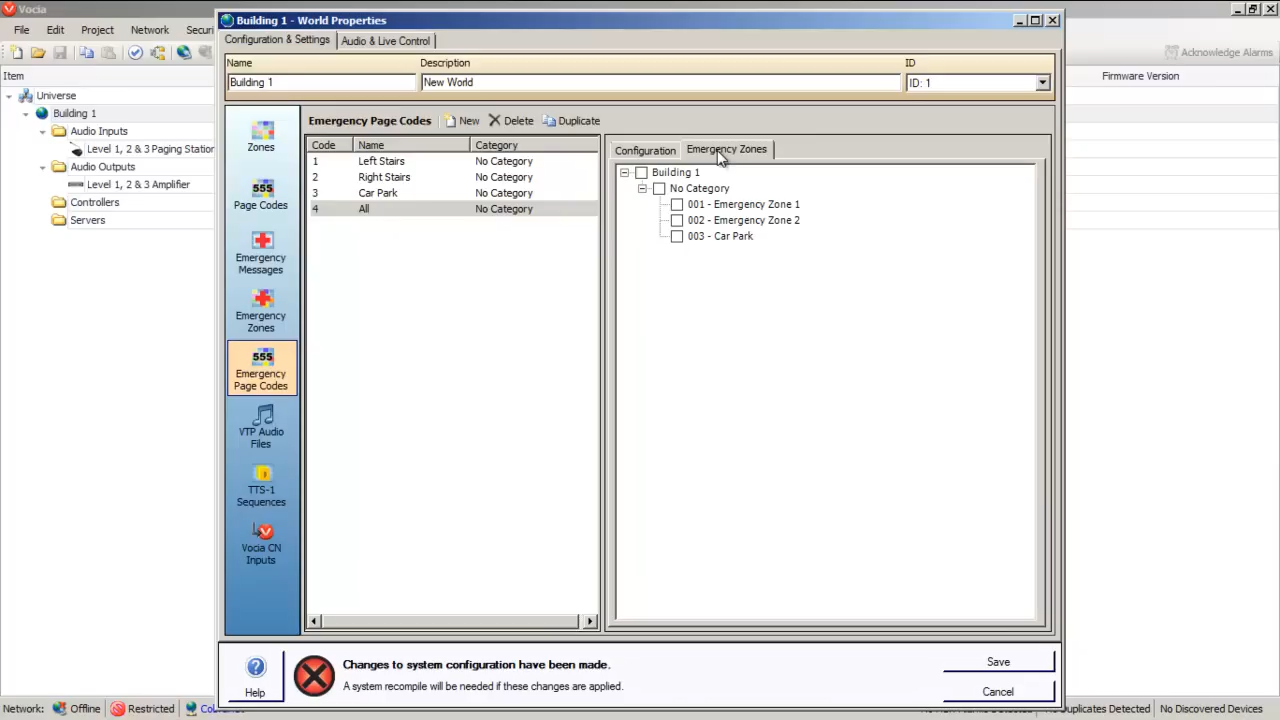 Vocia
Building 1 - World Properties
File Edit Project Network Secur
Configuration & Settings Audio & Live Control
Acknowledge Alarms
Name Description ID
Building 1 New World ID: 1
Item Firmware Version
Universe
Building 1
Audio Inputs
Level 1, 2 & 3 Paging Station
Audio Outputs
Level 1, 2 & 3 Amplifier
Controllers
Servers
Zones
555
Page Codes
Emergency
Messages
Emergency
Zones
555
Emergency
Page Codes
VTP Audio
Files
TTS-1
Sequences
Vocia CN
Inputs
Emergency Page Codes New Delete Duplicate
Code Name Category
1 Left Stairs No Category
2 Right Stairs No Category
3 Car Park No Category
4 All No Category
Configuration Emergency Zones
Building 1
No Category
001 - Emergency Zone 1
002 - Emergency Zone 2
003 - Car Park
Help
Changes to system configuration have been made.
A system recompile will be needed if these changes are applied.
Save
Cancel
Network: Offline Restricted Duplicates Detected No Discovered Devices